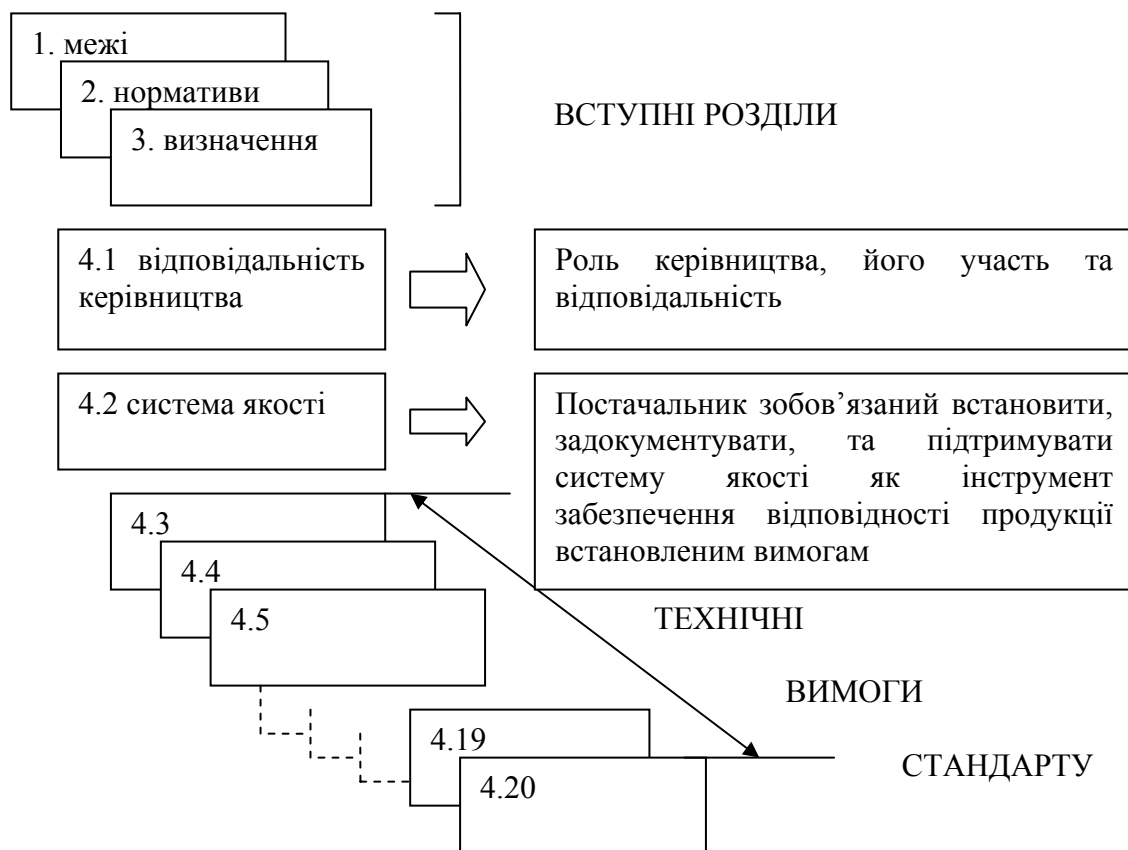 1. межі
2. нормативи
3. визначення
ВСТУПНІ РОЗДІЛИ
4.1 відповідальність
керівництва
Роль керівництва, його участь та
відповідальність
4.2 система якості
Постачальник зобов’язаний встановити,
задокументувати, та підтримувати
систему якості як інструмент
забезпечення відповідності продукції
встановленим вимогам
4.3
4.4
4.5
ТЕХНІЧНІ
ВИМОГИ
4.19
СТАНДАРТУ
4.20